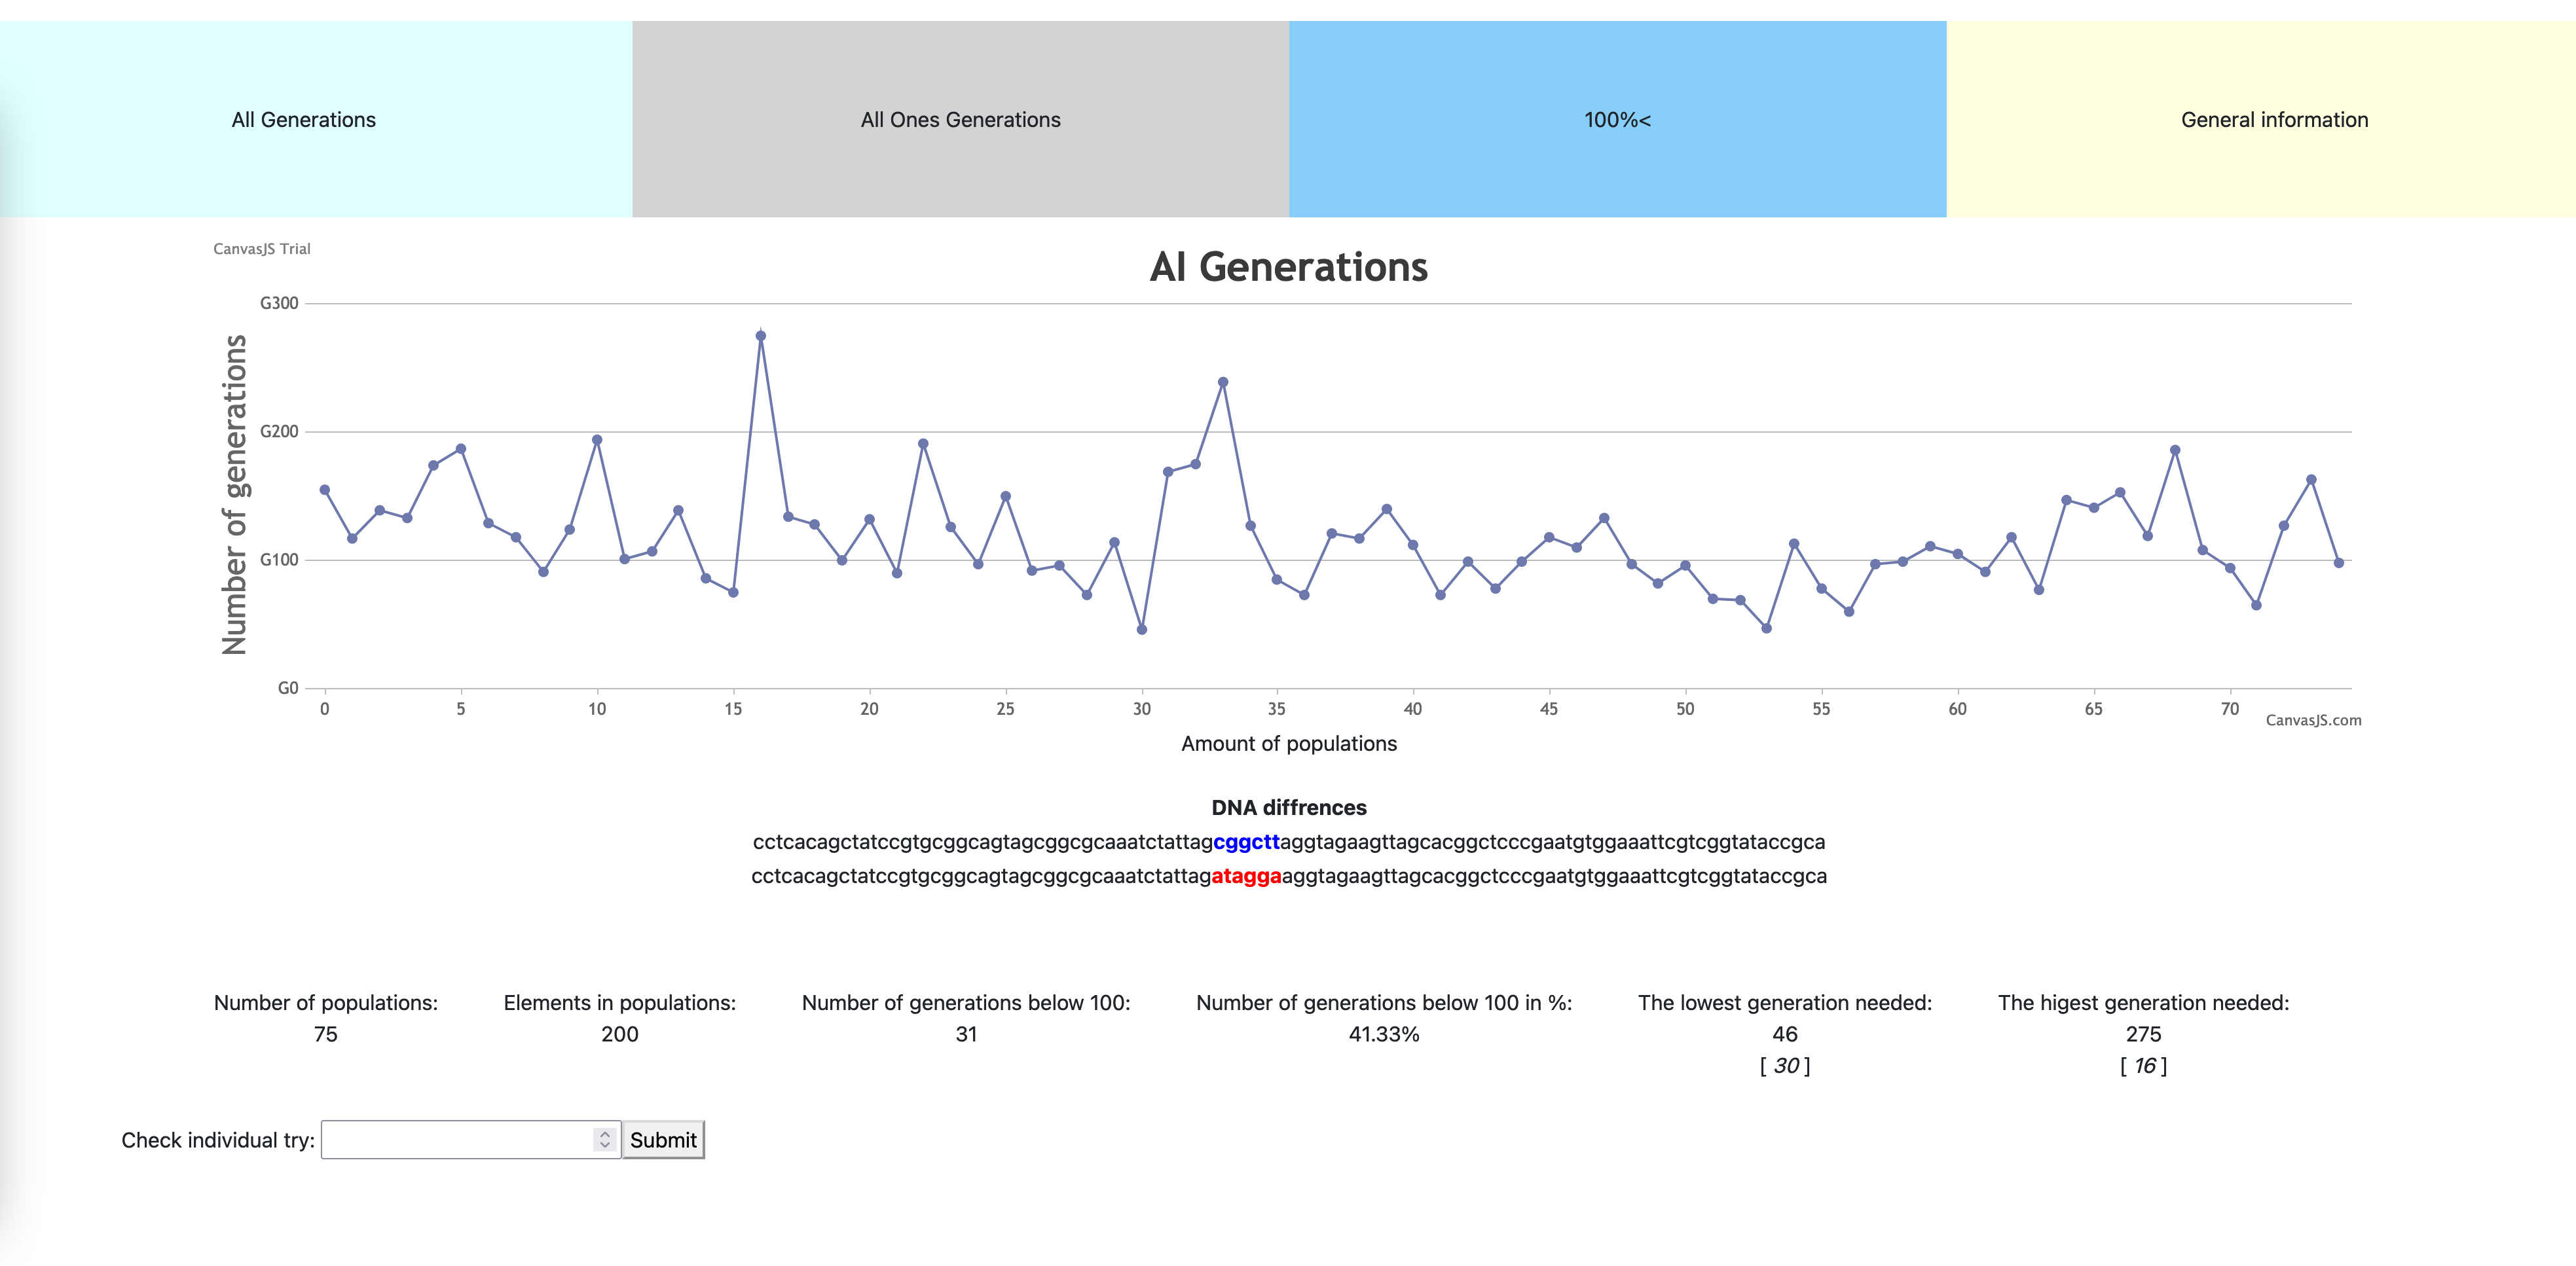 All Generations
All Ones Generations
100%<
General information
CanvasJS Trial
AI Generations
G300
G200
G100
G0
Number of generations
0 5 10 15 20 25 30 35 40 45 50 55 60 65 70
CanvasJS.com
Amount of populations
DNA diffrences
cctcacagctatccgtgcggcagtagcggcgcaaatctattagcggcttaggtagaagttagcacggctcccgaatgtggaaattcgtcggtataccgca
cctcacagctatccgtgcggcagtagcggcgcaaatctattagataggaaggtagaagttagcacggctcccgaatgtggaaattcgtcggtataccgca
Number of populations:
75
Elements in populations:
200
Number of generations below 100:
31
Number of generations below 100 in %:
41.33%
The lowest generation needed:
46
[ 30 ]
The higest generation needed:
275
[ 16 ]
Check individual try:
Submit